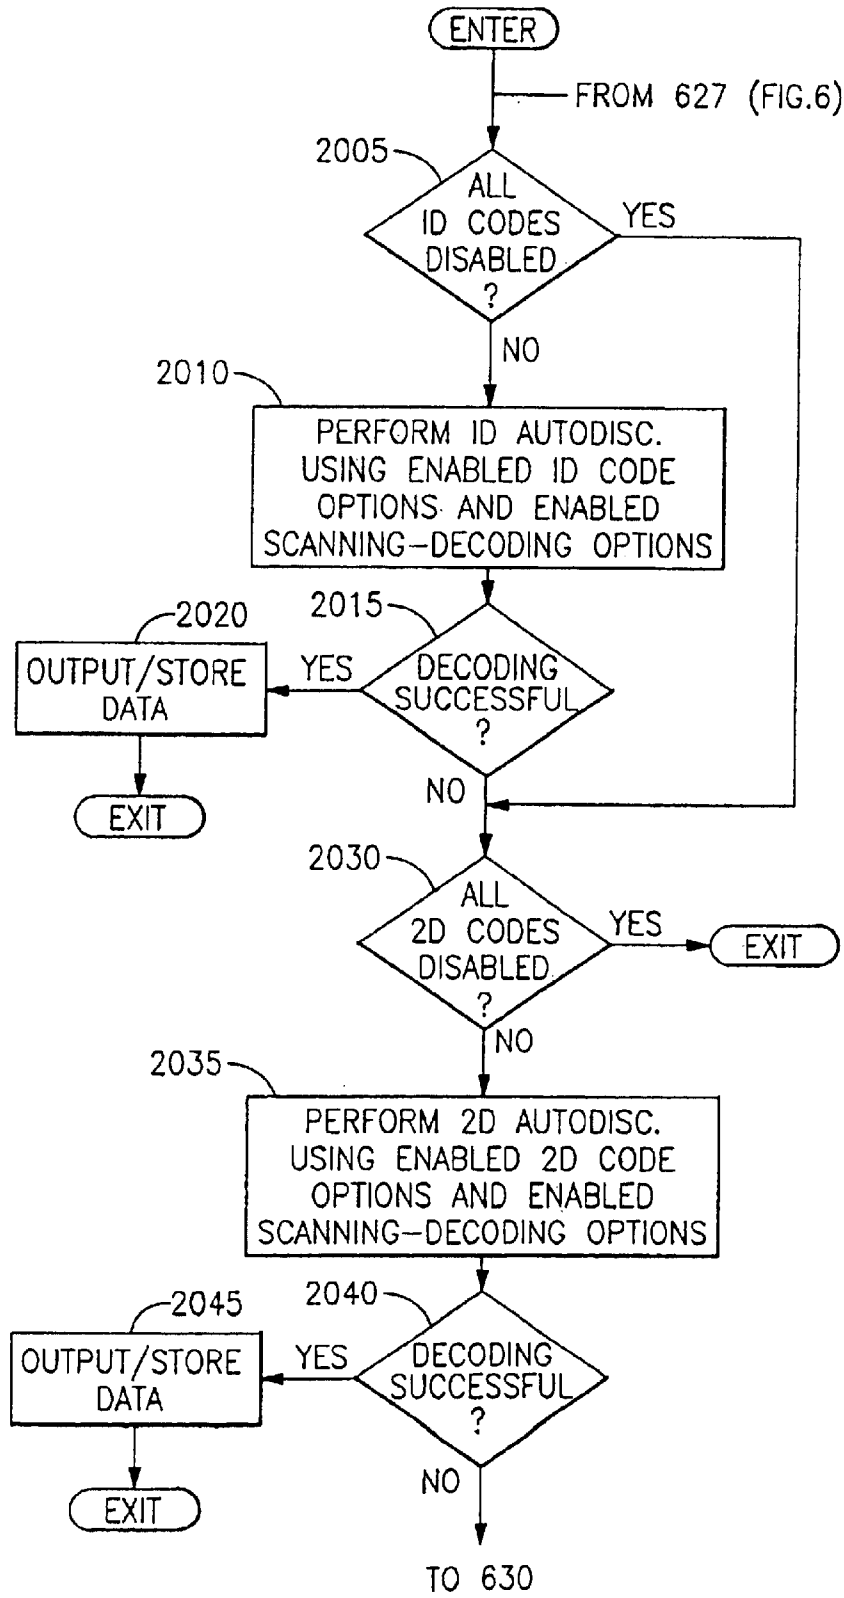 ENTER
FROM 627 (FIG.6)
2005
ALL
1D CODES
DISABLED
?
YES
NO
2010
PERFORM 1D AUTODISC.
USING ENABLED 1D CODE
OPTIONS AND ENABLED
SCANNING-DECODING OPTIONS
2015
DECODING
SUCCESSFUL
?
YES
2020
OUTPUT/STORE
DATA
EXIT
NO
2030
ALL
2D CODES
DISABLED
?
YES
EXIT
NO
2035
PERFORM 2D AUTODISC.
USING ENABLED 2D CODE
OPTIONS AND ENABLED
SCANNING-DECODING OPTIONS
2040
DECODING
SUCCESSFUL
?
YES
2045
OUTPUT/STORE
DATA
EXIT
NO
TO 630